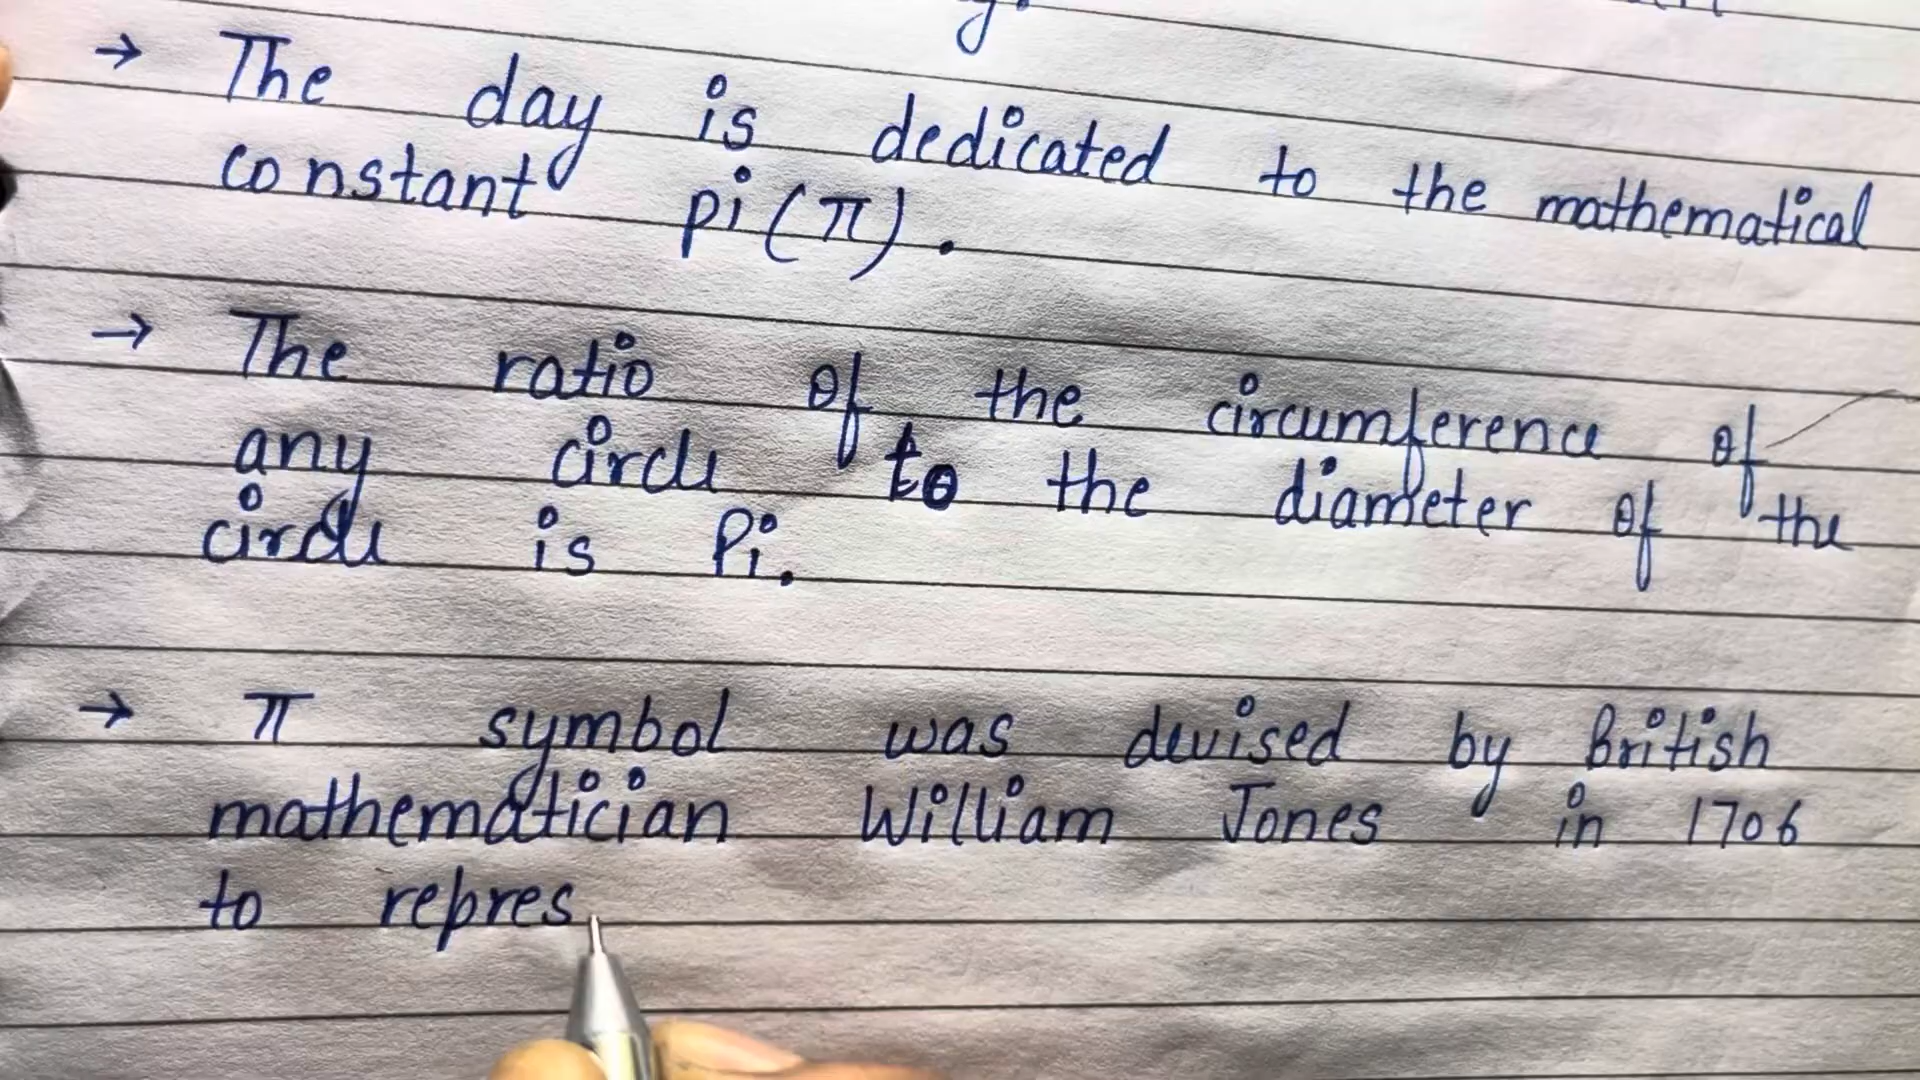 → The day is dedicated to the mathematical
constant pi (π).
→ The ratio of the circumference of
any circle to the diameter of the
circle is Pi.
→ π symbol was devised by British
mathematician William Jones in 1706
to repres